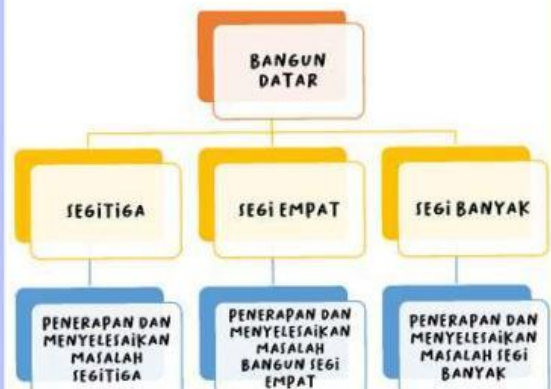 BANGUN
DATAR
SEGITIGA
SEGI EMPAT
SEGI BANYAK
PENERAPAN DAN
MENYELESAIKAN
MASALAH
SEGITIGA
PENERAPAN DAN
MENYELESAIKAN
MASALAH
BANGUN SEGI
EMPAT
PENERAPAN DAN
MENYELESAIKAN
MASALAH SEGI
BANYAK